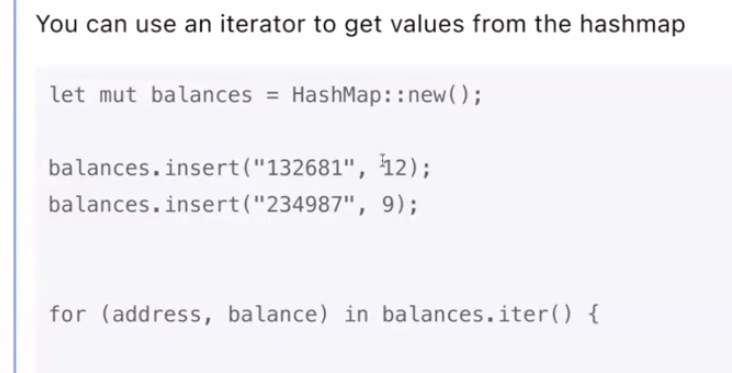 You can use an iterator to get values from the hashmap
let mut balances = HashMap::new();
balances.insert("132681", 12);
balances.insert("234987", 9);
for (address, balance) in balances.iter() {